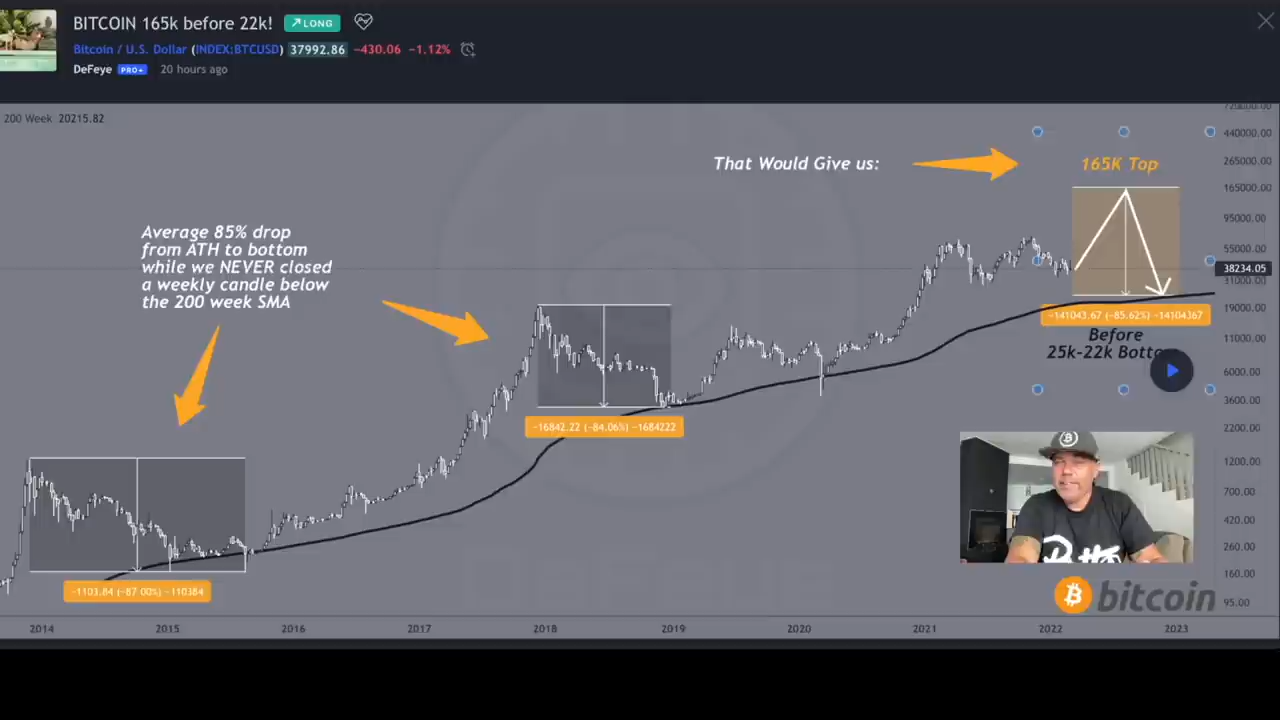 BITCOIN 165k before 22k!
LONG
Bitcoin / U.S. Dollar (INDEX:BTCUSD) 37992.86 −430.06 −1.12%
DeFeye PRO+ 20 hours ago
200 Week 20215.82
That Would Give us:
165K Top
Average 85% drop
from ATH to bottom
while we NEVER closed
a weekly candle below
the 200 week SMA
−141043.67 (−85.62%) −14104367
Before
25k-22k
−16842.22 (−84.06%) −1684222
−1103.84 (−87.00%) −110384
440000.00
265000.00
165000.00
95000.00
55000.00
38234.05
31000.00
19000.00
11000.00
6000.00
3600.00
2200.00
1200.00
700.00
420.00
260.00
160.00
95.00
B
bitcoin
2014 2015 2016 2017 2018 2019 2020 2021 2022 2023